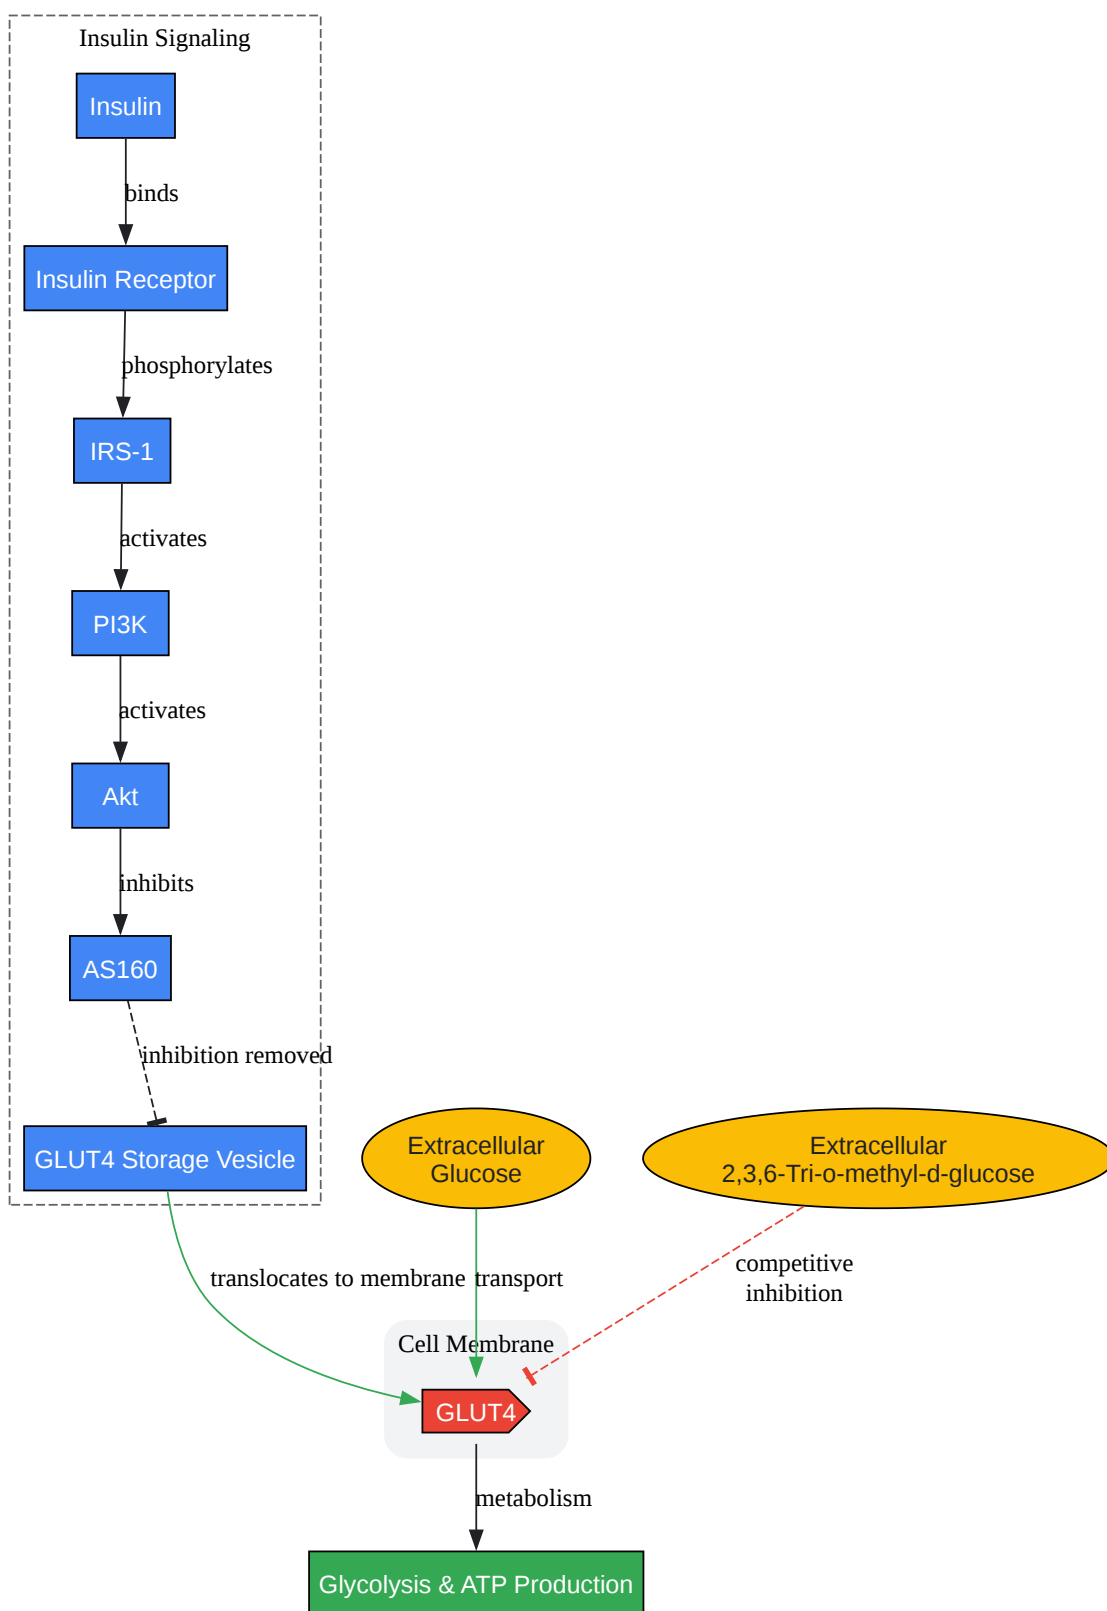 Insulin Signaling
Insulin
binds
Insulin Receptor
phosphorylates
IRS-1
activates
PI3K
activates
Akt
inhibits
AS160
inhibition removed
GLUT4 Storage Vesicle
Extracellular
Glucose
Extracellular
2,3,6-Tri-o-methyl-d-glucose
translocates to membrane
transport
competitive
inhibition
Cell Membrane
GLUT4
metabolism
Glycolysis & ATP Production